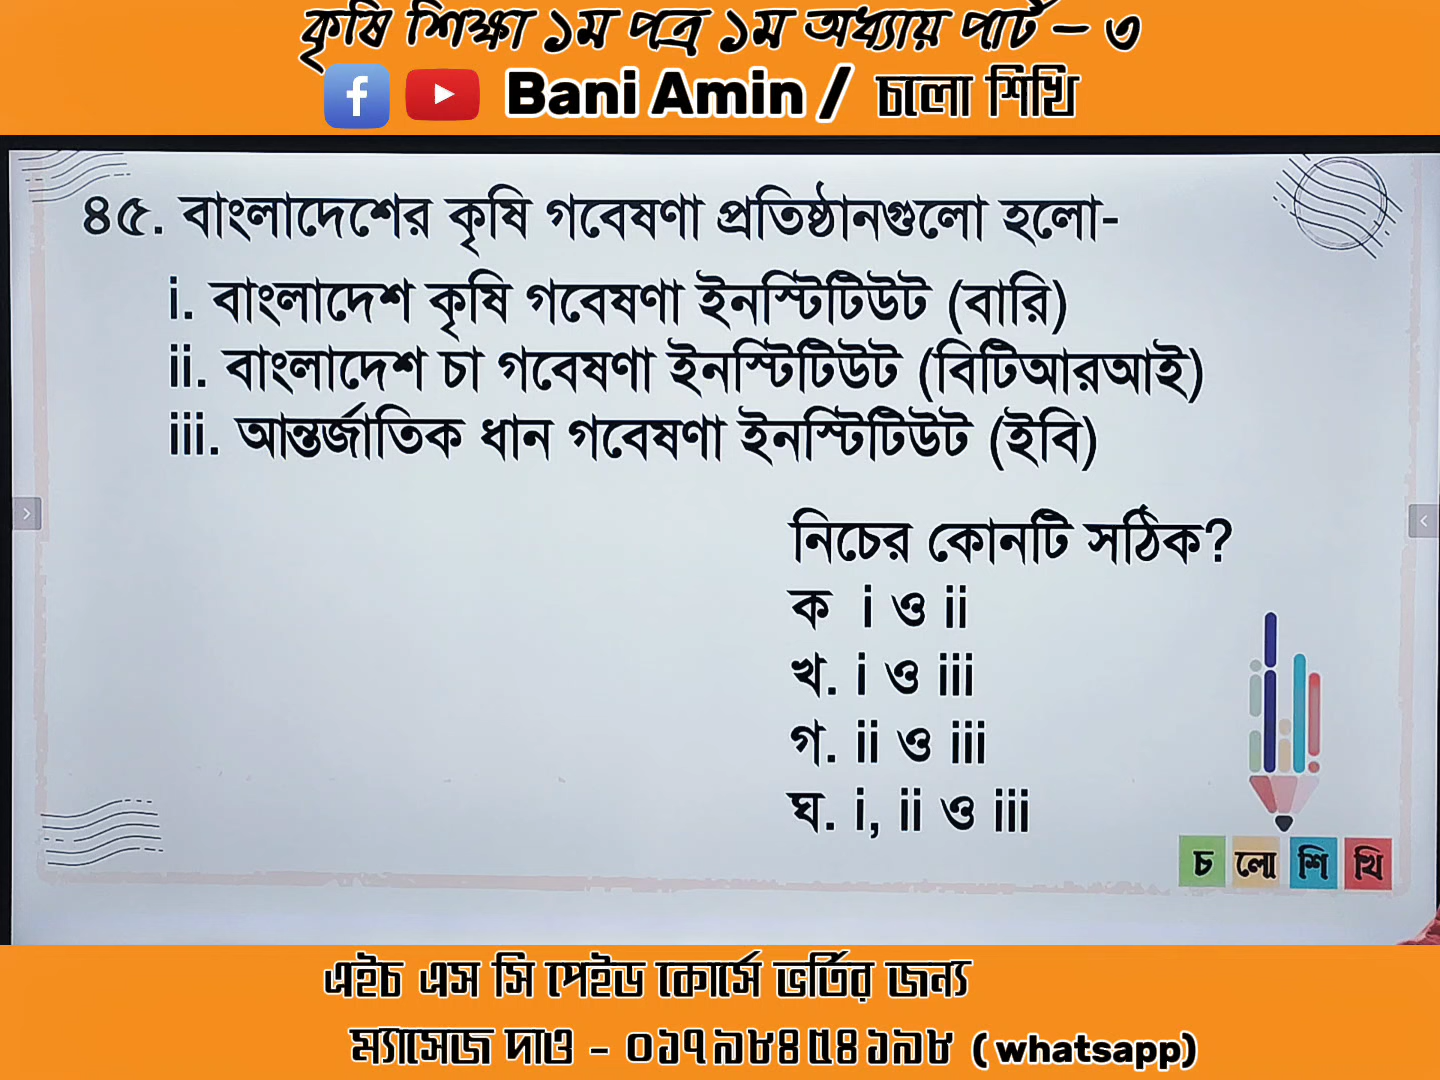 কৃষি শিক্ষা ১ম পত্র ১ম অধ্যায় পার্ট – ৩
Bani Amin / চলো শিখি
৪৫. বাংলাদেশের কৃষি গবেষণা প্রতিষ্ঠানগুলো হলো-
i. বাংলাদেশ কৃষি গবেষণা ইনস্টিটিউট (বারি)
ii. বাংলাদেশ চা গবেষণা ইনস্টিটিউট (বিটিআরআই)
iii. আন্তর্জাতিক ধান গবেষণা ইনস্টিটিউট (ইবি)
নিচের কোনটি সঠিক?
ক i ও ii
খ. i ও iii
গ. ii ও iii
ঘ. i, ii ও iii
চলো শিখি
এইচ এস সি পেইড কোর্সে ভর্তির জন্য
ম্যাসেজ দাও - ০১৭৯৮৪৫৪১৯৮ ( whatsapp)